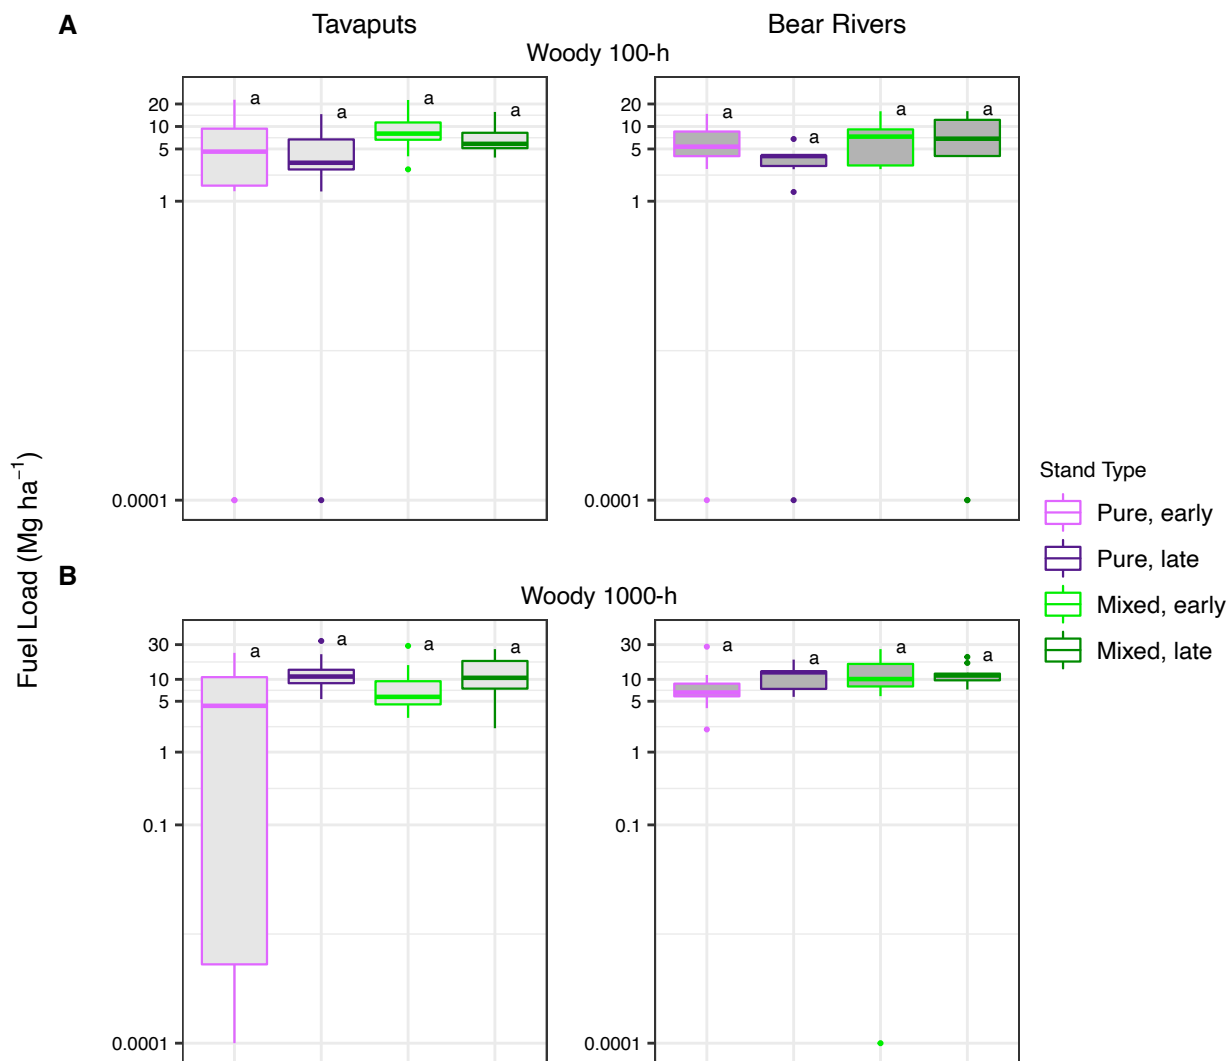 A
Tavaputs
Bear Rivers
Woody 100-h
20
10
5
1
0.0001
a
a
a
a
20
10
5
1
0.0001
a
a
a
a
Fuel Load (Mg ha⁻¹)
Stand Type
Pure, early
Pure, late
Mixed, early
Mixed, late
B
Woody 1000-h
30
10
5
1
0.1
0.0001
a
a
a
a
30
10
5
1
0.1
0.0001
a
a
a
a